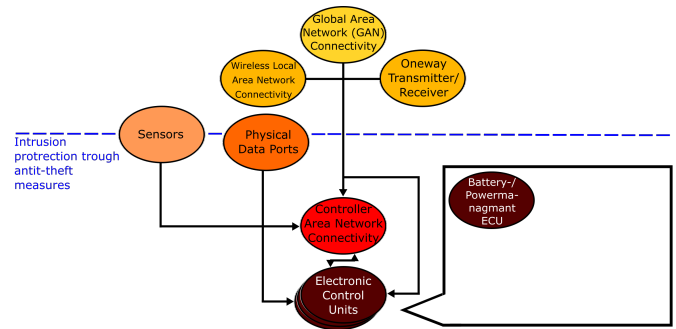 Global Area
Network (GAN)
Connectivity
Wireless Local
Area Network
Connectivity
Oneway
Transmitter/
Receiver
Sensors
Physical
Data Ports
Intrusion
protrection trough
antit-theft
measures
Battery-/
Powerma-
nagmant
ECU
Controller
Area Network
Connectivity
Electronic
Control
Units